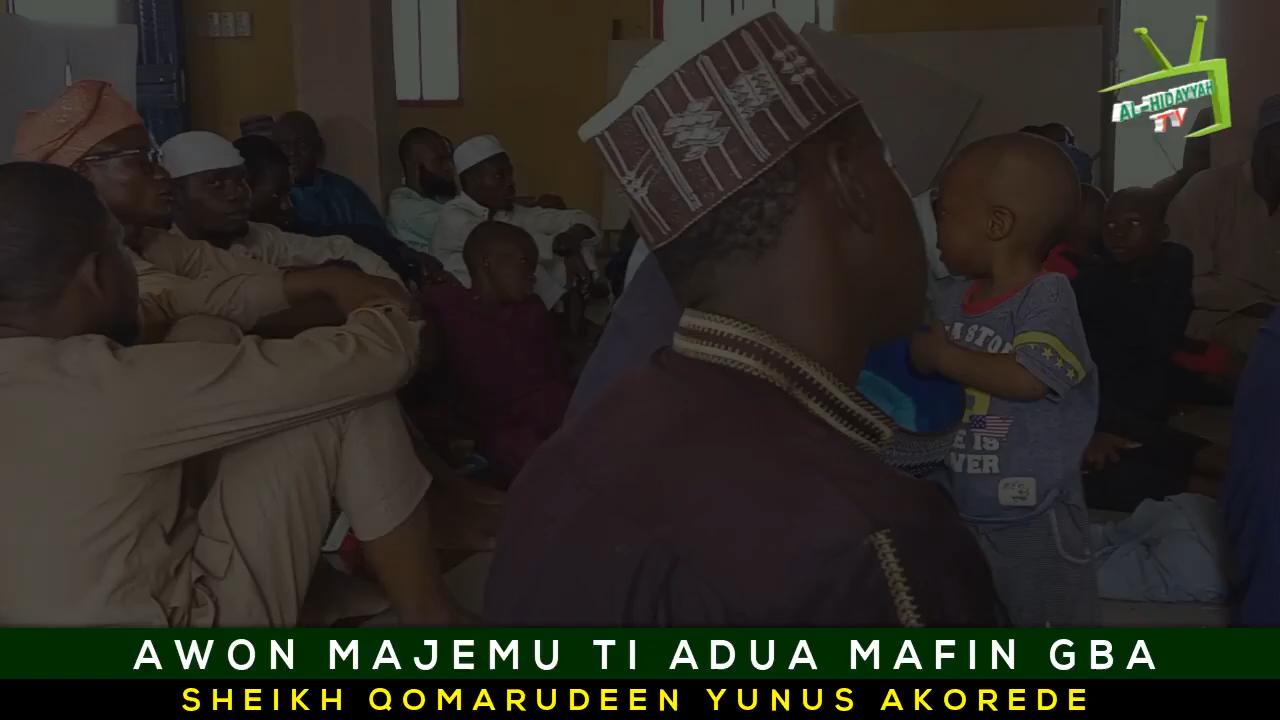 AL-HIDAYYAH
TV
AWON MAJEMU TI ADUA MAFIN GBA
SHEIKH QOMARUDEEN YUNUS AKOREDE